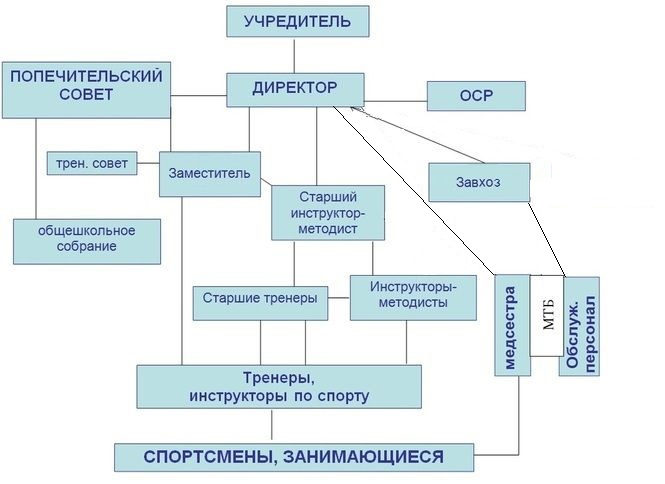 УЧРЕДИТЕЛЬ
ПОПЕЧИТЕЛЬСКИЙ
СОВЕТ
ДИРЕКТОР
ОСР
трен. совет
Заместитель
Завхоз
Старший
инструктор-
методист
общешкольное
собрание
Старшие тренеры
Инструкторы-
методисты
медсестра
МТБ
Обслуж.
персонал
Тренеры,
инструкторы по спорту
СПОРТСМЕНЫ, ЗАНИМАЮЩИЕСЯ